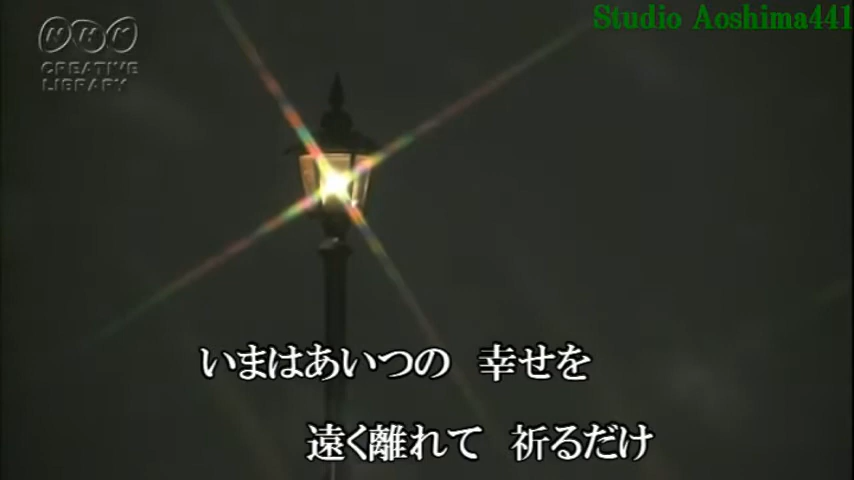 Studio Aoshima441
NHK
CREATIVE
LIBRARY
いまはあいつの 幸せを
遠く離れて 祈るだけ